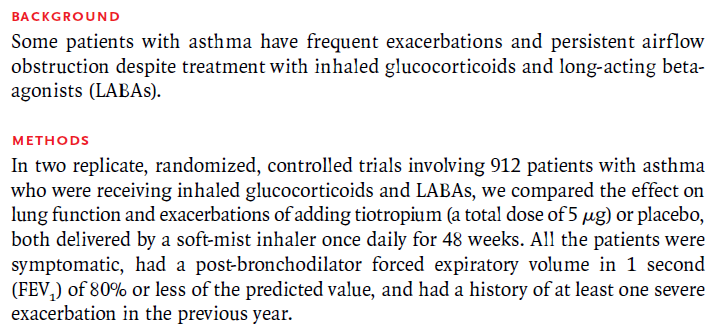 BACKGROUND
Some patients with asthma have frequent exacerbations and persistent airflow
obstruction despite treatment with inhaled glucocorticoids and long-acting beta-
agonists (LABAs).
METHODS
In two replicate, randomized, controlled trials involving 912 patients with asthma
who were receiving inhaled glucocorticoids and LABAs, we compared the effect on
lung function and exacerbations of adding tiotropium (a total dose of 5 μg) or placebo,
both delivered by a soft-mist inhaler once daily for 48 weeks. All the patients were
symptomatic, had a post-bronchodilator forced expiratory volume in 1 second
(FEV₁) of 80% or less of the predicted value, and had a history of at least one severe
exacerbation in the previous year.